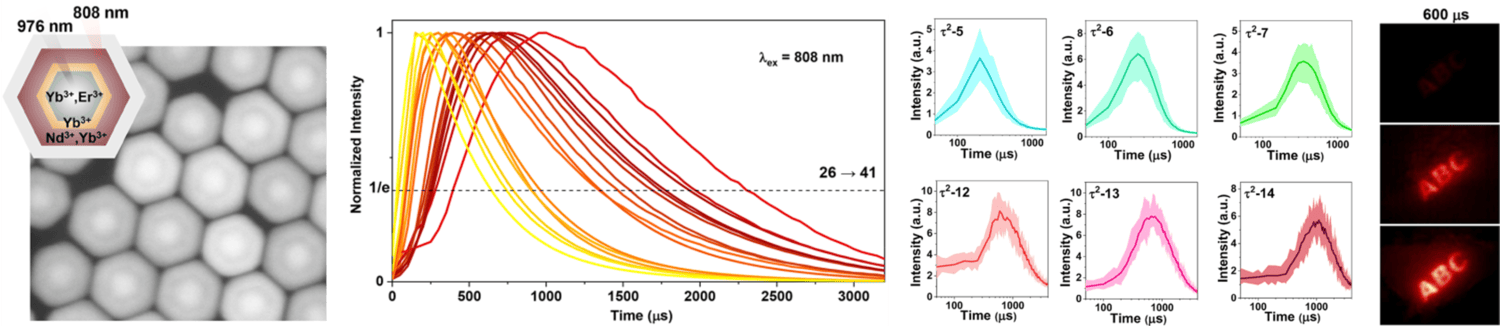 976 nm
808 nm
Yb³⁺,Er³⁺
Yb³⁺
Nd³⁺,Yb³⁺
Normalized Intensity
1
1/e
0
λex = 808 nm
26 → 41
0 500 1000 1500 2000 2500 3000
Time (μs)
τ²-5
Intensity (a.u.)
5
4
3
2
1
0
100 1000
Time (μs)
τ²-6
Intensity (a.u.)
8
6
4
2
0
100 1000
Time (μs)
τ²-7
Intensity (a.u.)
5
4
3
2
1
0
100 1000
Time (μs)
τ²-12
Intensity (a.u.)
10
8
6
4
2
0
100 1000
Time (μs)
τ²-13
Intensity (a.u.)
10
8
6
4
2
0
100 1000
Time (μs)
τ²-14
Intensity (a.u.)
8
6
4
2
0
100 1000
Time (μs)
600 μs
ABC
ABC
ABC